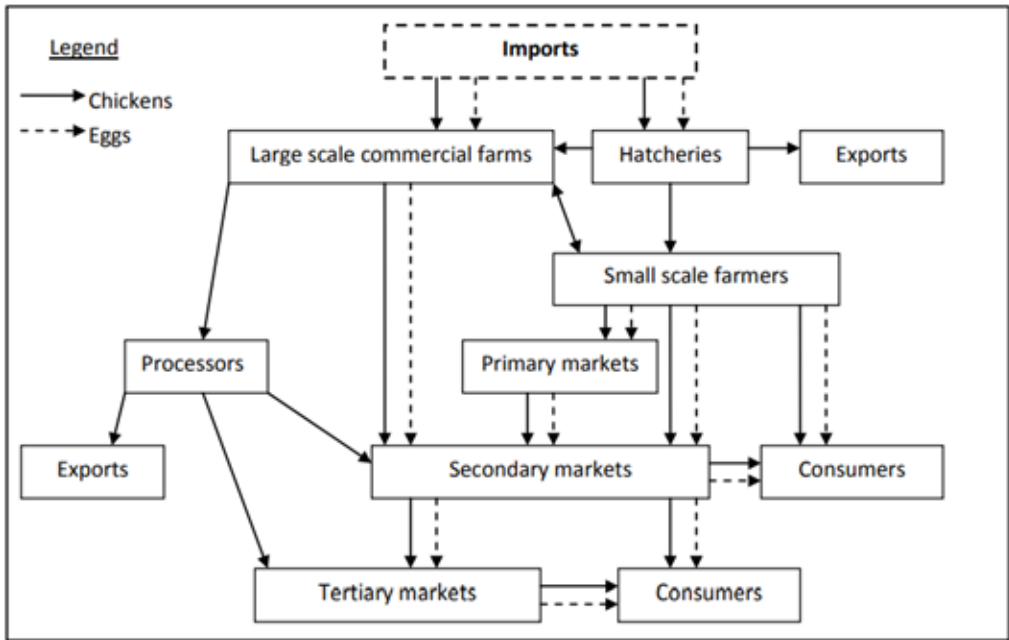 Legend
Imports
Chickens
Eggs
Large scale commercial farms
Hatcheries
Exports
Small scale farmers
Processors
Primary markets
Exports
Secondary markets
Consumers
Tertiary markets
Consumers